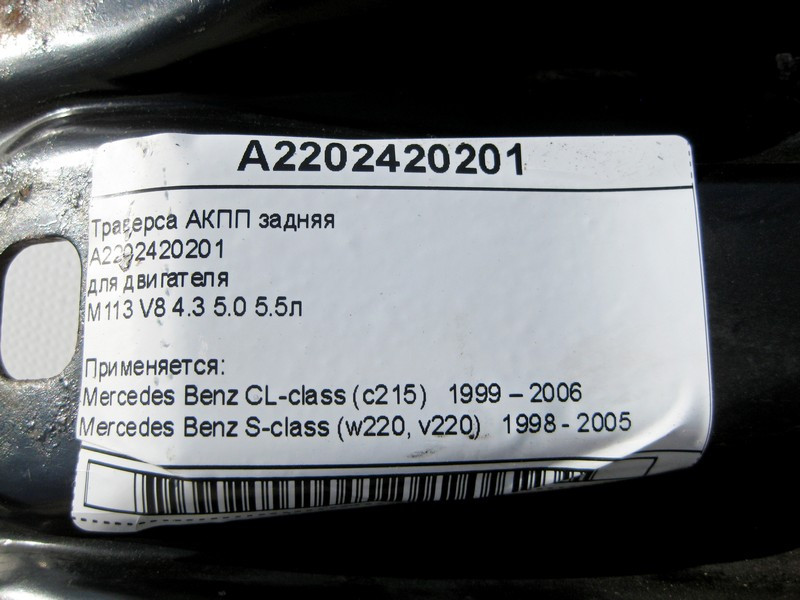 A2202420201
Траверса АКПП задняя
A2202420201
для двигателя
M113 V8 4.3 5.0 5.5л
Применяется:
Mercedes Benz CL-class (c215) 1999 – 2006
Mercedes Benz S-class (w220, v220) 1998 - 2005